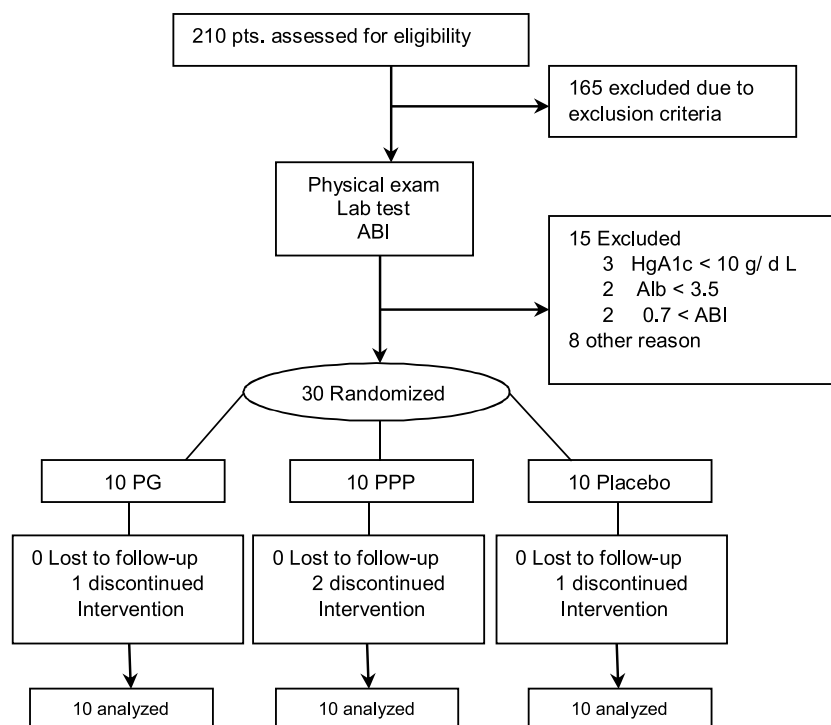 210 pts. assessed for eligibility
165 excluded due to
exclusion criteria
Physical exam
Lab test
ABI
15 Excluded
3 HgA1c < 10 g/ d L
2 Alb < 3.5
2 0.7 < ABI
8 other reason
30 Randomized
10 PG
10 PPP
10 Placebo
0 Lost to follow-up
1 discontinued
Intervention
0 Lost to follow-up
2 discontinued
Intervention
0 Lost to follow-up
1 discontinued
Intervention
10 analyzed
10 analyzed
10 analyzed